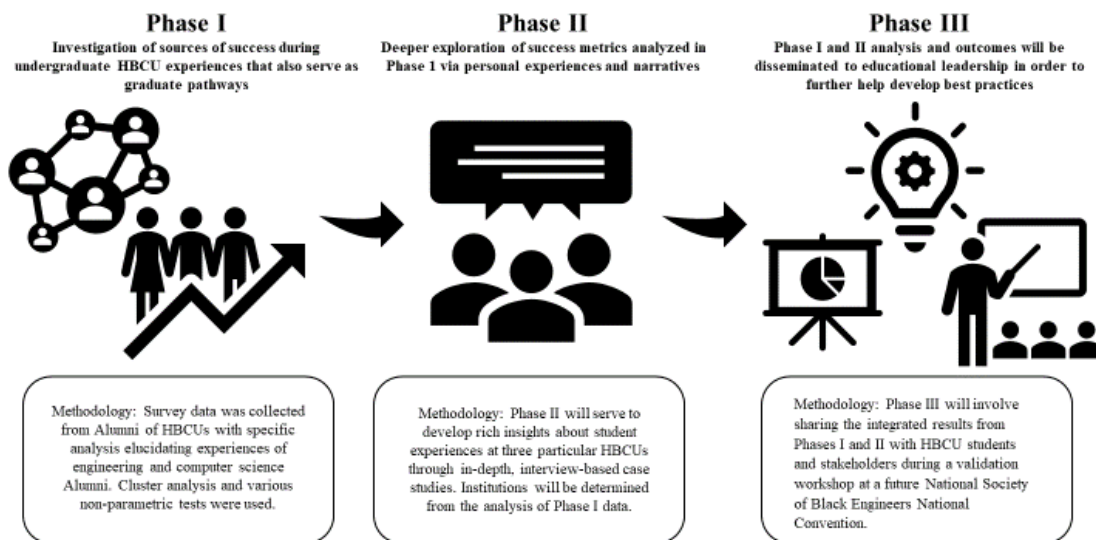 Phase I
Investigation of sources of success during
undergraduate HBCU experiences that also serve as
graduate pathways
Methodology: Survey data was collected
from Alumni of HBCUs with specific
analysis elucidating experiences of
engineering and computer science
Alumni. Cluster analysis and various
non-parametric tests were used.
Phase II
Deeper exploration of success metrics analyzed in
Phase 1 via personal experiences and narratives
Methodology: Phase II will serve to
develop rich insights about student
experiences at three particular HBCUs
through in-depth, interview-based case
studies. Institutions will be determined
from the analysis of Phase I data.
Phase III
Phase I and II analysis and outcomes will be
disseminated to educational leadership in order to
further help develop best practices
Methodology: Phase III will involve
sharing the integrated results from
Phases I and II with HBCU students
and stakeholders during a validation
workshop at a future National Society
of Black Engineers National
Convention.